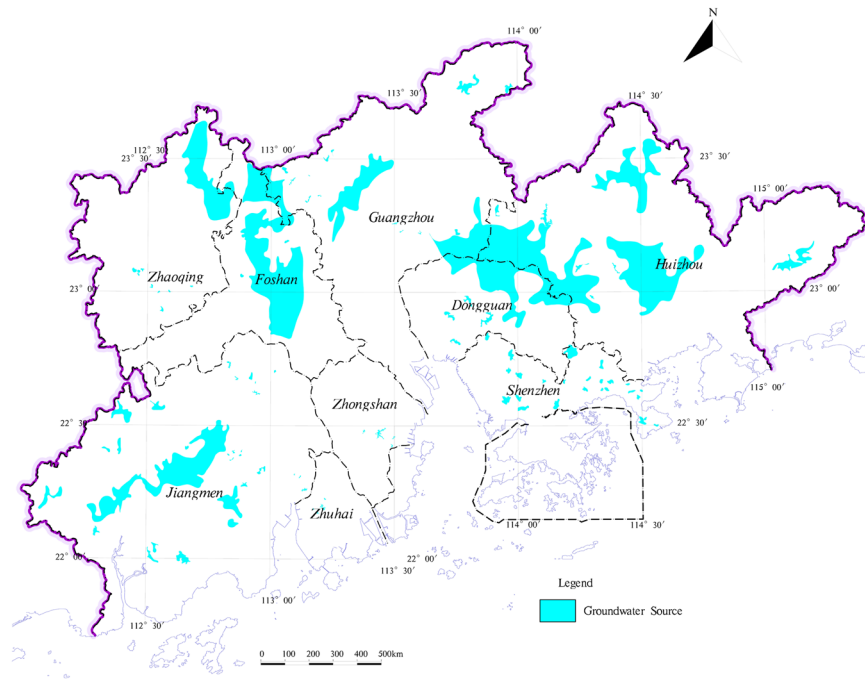 N
114° 00′
113° 30′
114° 30′
112° 30′
23° 30′
113° 00′
23° 30′
115° 00′
Guangzhou
Zhaoqing
Foshan
Huizhou
23° 00′
Dongguan
23° 00′
Shenzhen
115° 00′
Zhongshan
22° 30′
22° 30′
Jiangmen
Zhuhai
114° 00′
114° 30′
22° 00′
22° 00′
113° 30′
Legend
113° 00′
Groundwater Source
112° 30′
0 100 200 300 400 500km